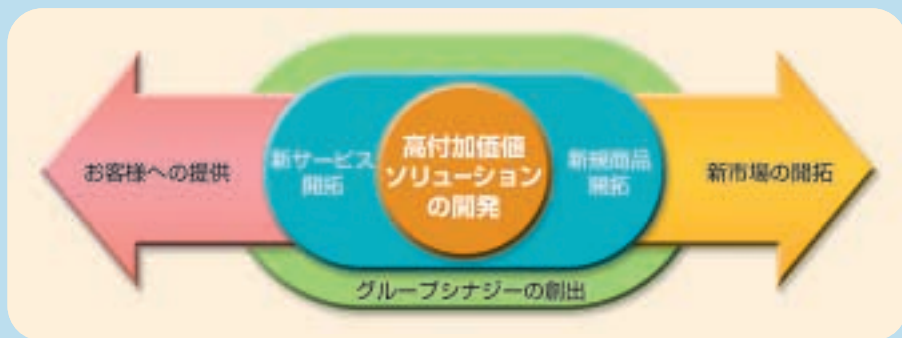 お客様への提供
新サービス
開拓
高付加価値
ソリューション
の開発
新規商品
開拓
新市場の開拓
グループシナジーの創出